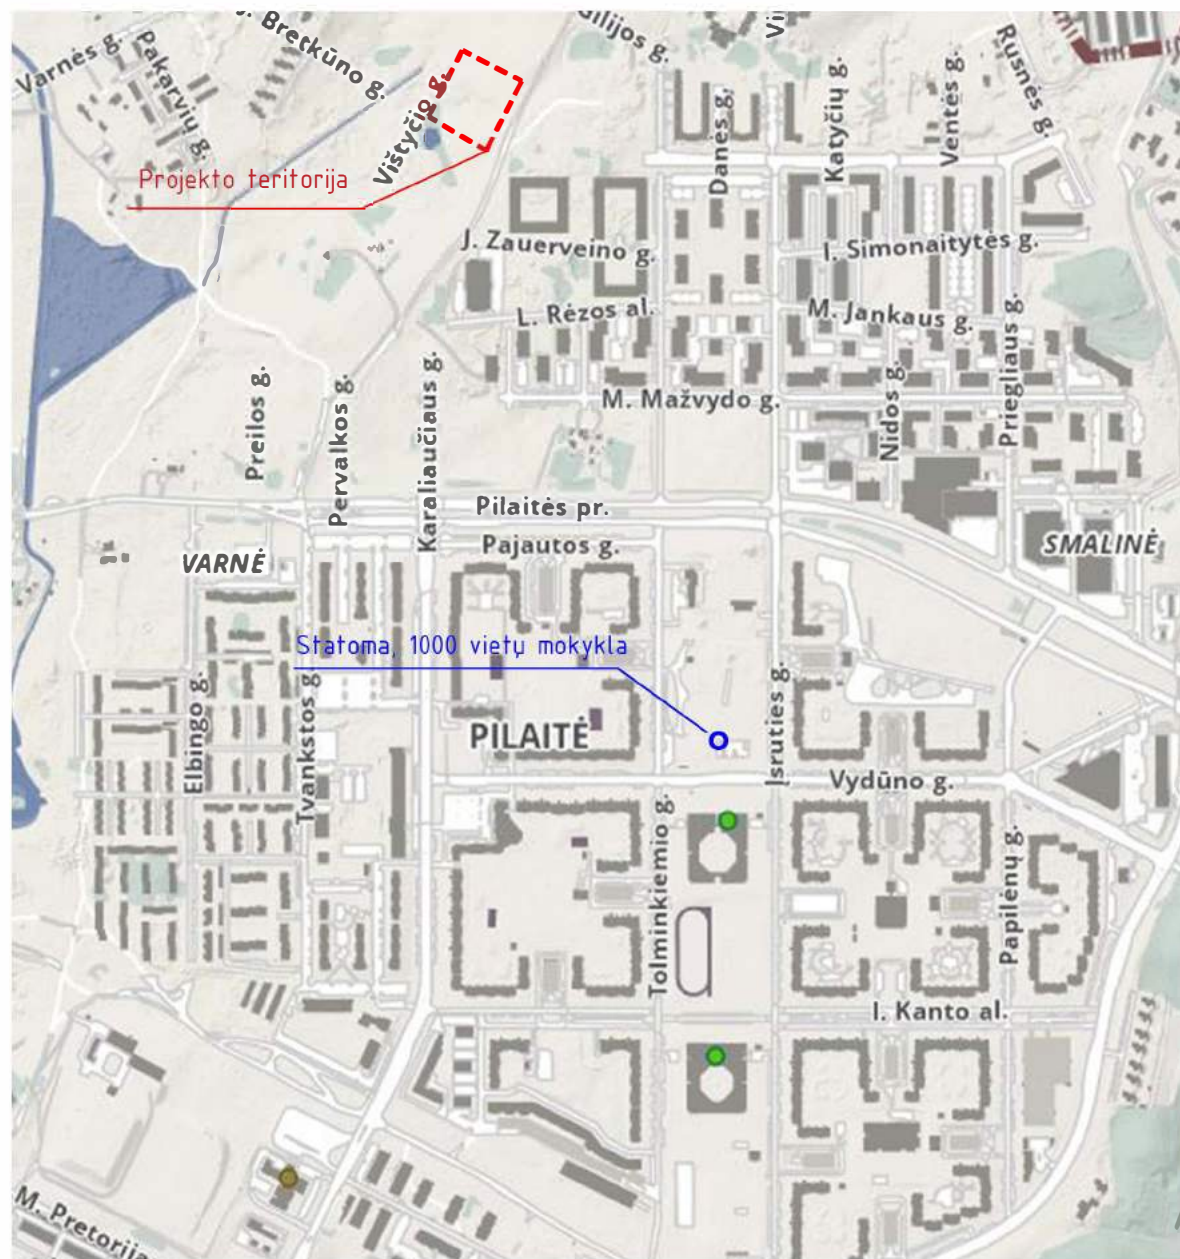 J. Bretkūno g.
Gilijos g.
Varnės g.
Pakarvių g.
Vištyčio g.
Danės g.
Katyčių g.
Ventės g.
Rusnės g.
Projekto teritorija
J. Zauerveino g.
I. Simonaitytės g.
L. Rėzos al.
M. Jankaus g.
Preilos g.
Pervalkos g.
Karaliaučiaus g.
M. Mažvydo g.
Nidos g.
Priegliaus g.
Pilaitės pr.
Pajautos g.
VARNĖ
SMALINĖ
Statoma, 1000 vietų mokykla
Elbingo g.
Tvankstos g.
PILAITĖ
Įsruties g.
Vydūno g.
Tolminkiemio g.
Papilėnų g.
I. Kanto al.
M. Pretorija